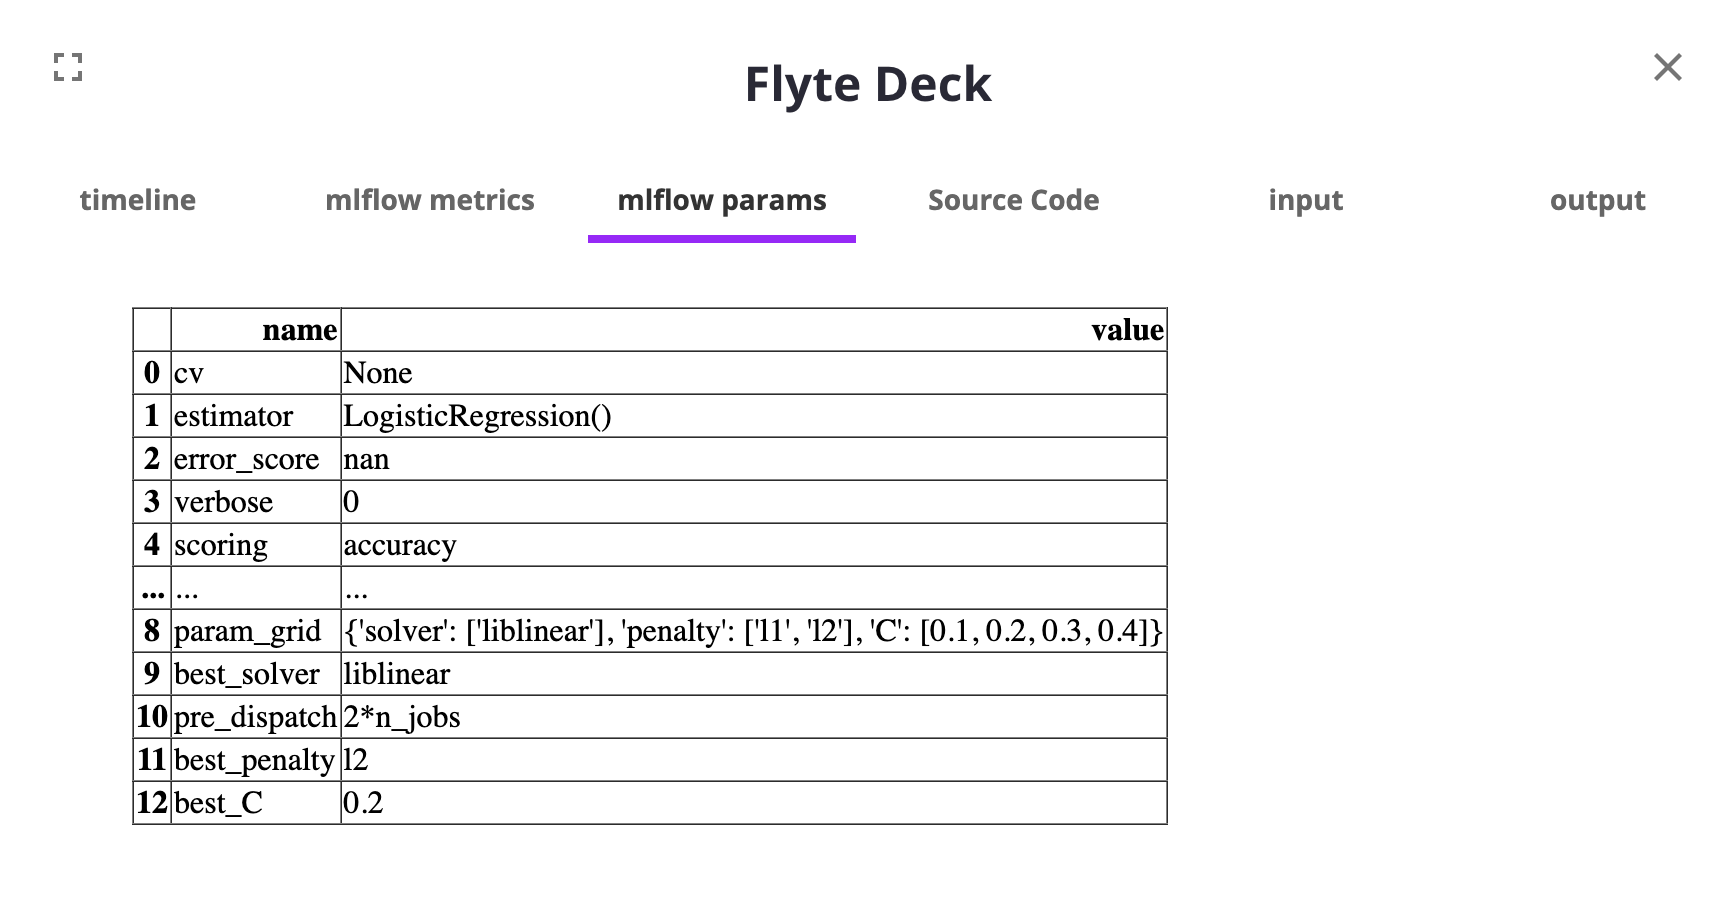 Flyte Deck
timeline mlflow metrics mlflow params Source Code input output
name value
0 cv None
1 estimator LogisticRegression()
2 error_score nan
3 verbose 0
4 scoring accuracy
... ... ...
8 param_grid {'solver': ['liblinear'], 'penalty': ['l1', 'l2'], 'C': [0.1, 0.2, 0.3, 0.4]}
9 best_solver liblinear
10 pre_dispatch 2*n_jobs
11 best_penalty l2
12 best_C 0.2